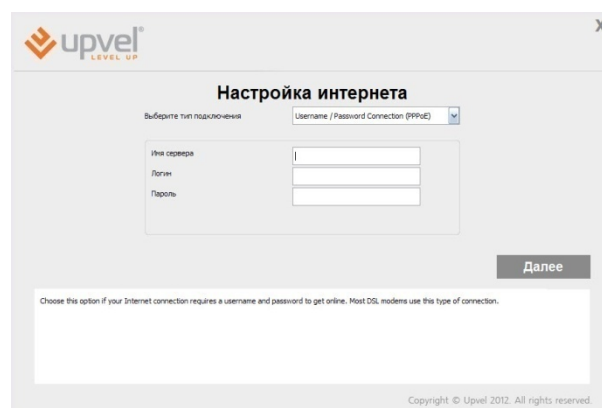 upvel®
LEVEL UP
X
Настройка интернета
Выберите тип подключения
Username / Password Connection (PPPoE)
Имя сервера
Логин
Пароль
Далее
Choose this option if your Internet connection requires a username and password to get online. Most DSL modems use this type of connection.
Copyright © Upvel 2012. All rights reserved.